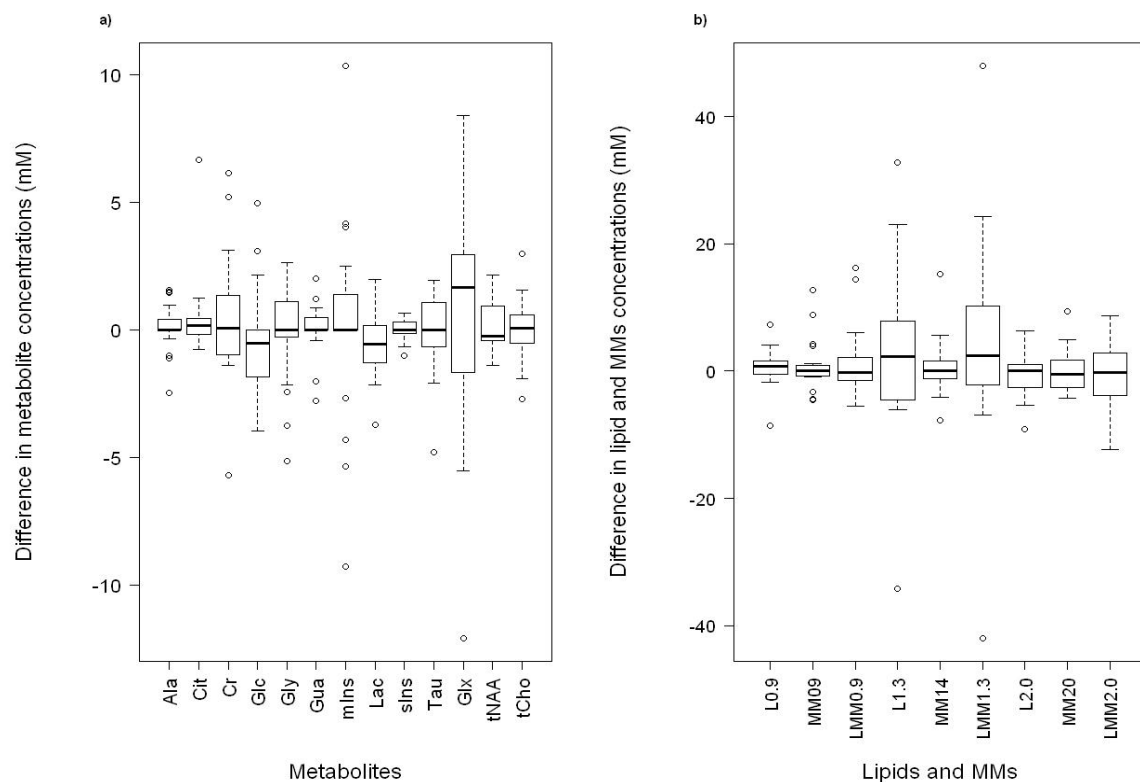 a)
Difference in metabolite concentrations (mM)
10
5
0
-5
-10
Ala
Cit
Cr
Glc
Gly
Gua
mIns
Lac
sIns
Tau
Glx
tNAA
tCho
Metabolites
b)
Difference in lipid and MMs concentrations (mM)
40
20
0
-20
-40
L0.9
MM09
LMM0.9
L1.3
MM14
LMM1.3
L2.0
MM20
LMM2.0
Lipids and MMs